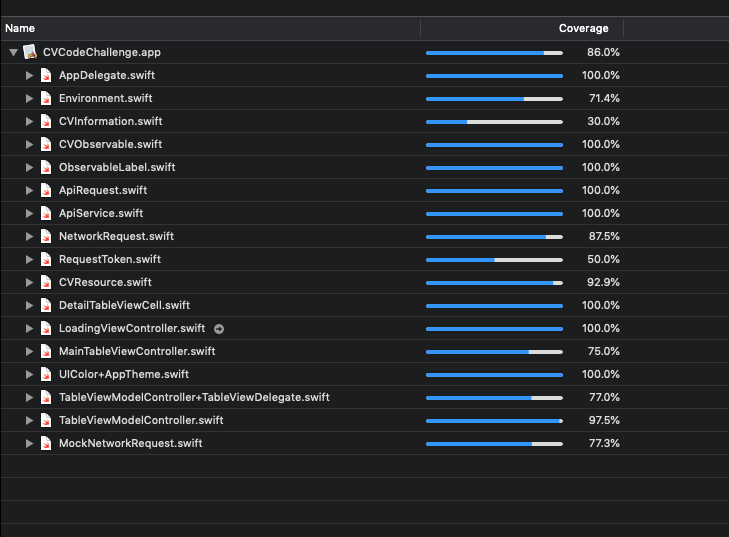 Name Coverage
CVCodeChallenge.app 86.0%
AppDelegate.swift 100.0%
Environment.swift 71.4%
CVInformation.swift 30.0%
CVObservable.swift 100.0%
ObservableLabel.swift 100.0%
ApiRequest.swift 100.0%
ApiService.swift 100.0%
NetworkRequest.swift 87.5%
RequestToken.swift 50.0%
CVResource.swift 92.9%
DetailTableViewCell.swift 100.0%
LoadingViewController.swift 100.0%
MainTableViewController.swift 75.0%
UIColor+AppTheme.swift 100.0%
TableViewModelController+TableViewDelegate.swift 77.0%
TableViewModelController.swift 97.5%
MockNetworkRequest.swift 77.3%